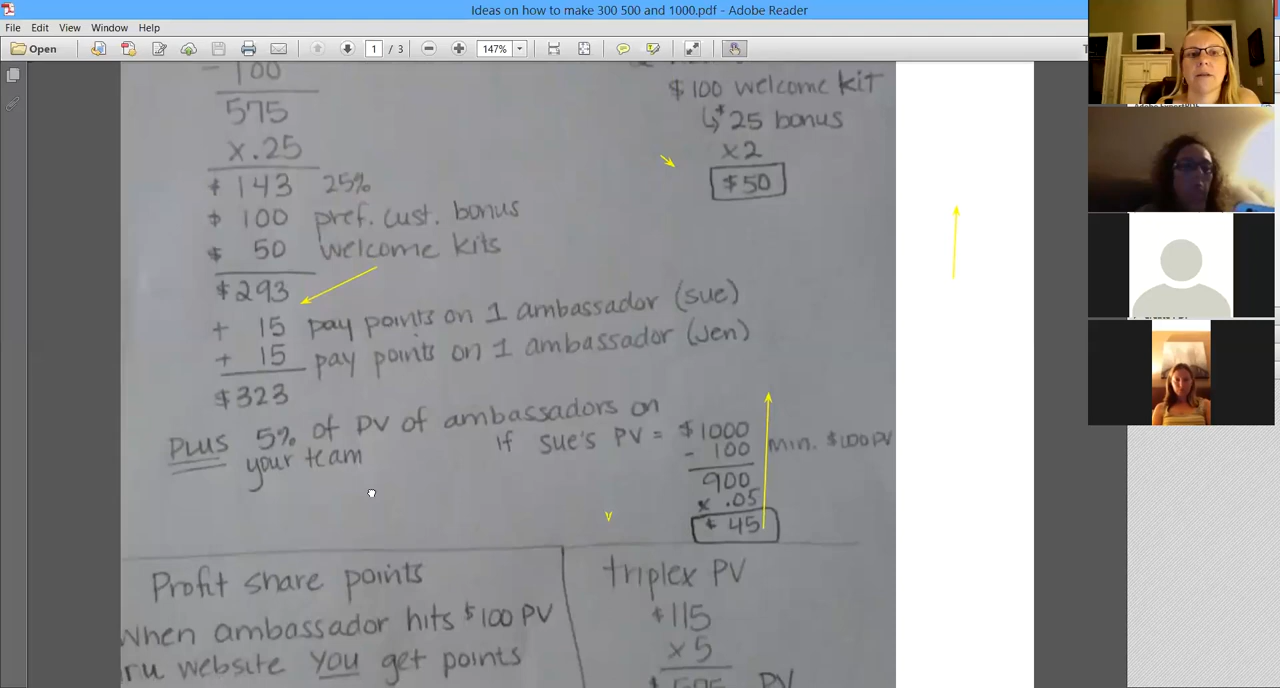 Ideas on how to make 300 500 and 1000.pdf - Adobe Reader
File Edit View Window Help
Open 1 / 3 147%
- 100
575
x .25
$ 143 25%
$ 100 pref. cust. bonus
$ 50 welcome kits
$293
+ 15 pay points on 1 ambassador (sue)
+ 15 pay points on 1 ambassador (jen)
$323
$100 welcome kit
↳ $25 bonus
x2
$50
PLUS 5% of PV of ambassadors on
your team
If sue's PV = $1000
- 100 min. $100 PV
900
x .05
$ 45
Profit share points
When ambassador hits $100 PV
ru website YOU get points
triplex PV
$115
x 5
$575 PV